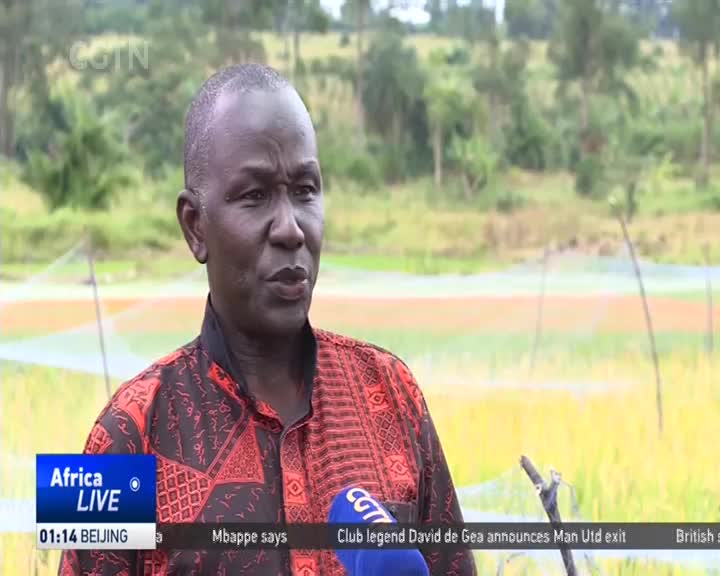 CGTN
CGTN
Africa
LIVE
01:14 BEIJING
a Mbappe says Club legend David de Gea announces Man Utd exit British s